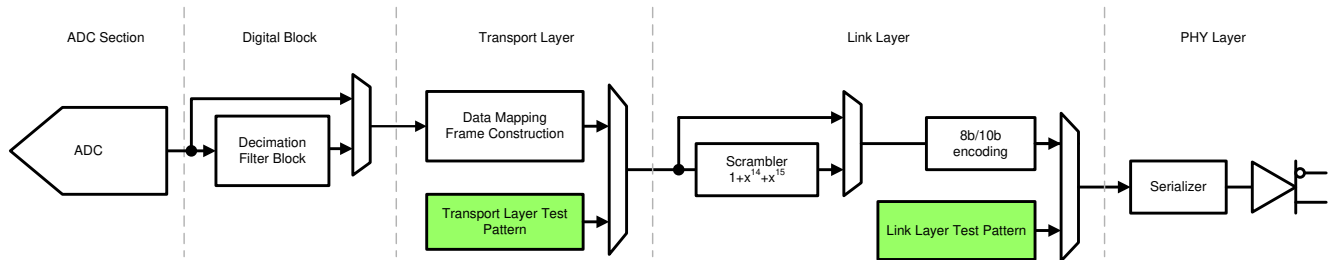 ADC Section
Digital Block
Transport Layer
Link Layer
PHY Layer
ADC
Decimation
Filter Block
Data Mapping
Frame Construction
Transport Layer Test
Pattern
Scrambler
1+x¹⁴+x¹⁵
8b/10b
encoding
Link Layer Test Pattern
Serializer